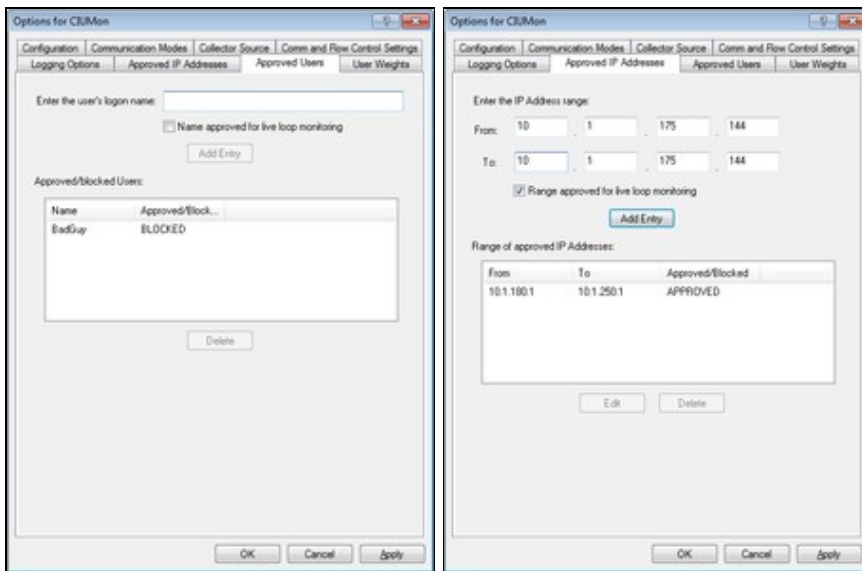 Options for CIUMon
Configuration Communication Modes Collector Source Comm and Flow Control Settings
Logging Options Approved IP Addresses Approved Users User Weights
Enter the user's logon name:
Name approved for live loop monitoring
Add Entry
Approved/blocked Users:
Name Approved/Block...
BadGuy BLOCKED
Delete
OK Cancel Apply
Options for CIUMon
Configuration Communication Modes Collector Source Comm and Flow Control Settings
Logging Options Approved IP Addresses Approved Users User Weights
Enter the IP Address range:
From: 10 . 1 . 175 . 144
To: 10 . 1 . 175 . 144
Range approved for live loop monitoring
Add Entry
Range of approved IP Addresses:
From To Approved/Blocked
10.1.180.1 10.1.250.1 APPROVED
Edit Delete
OK Cancel Apply